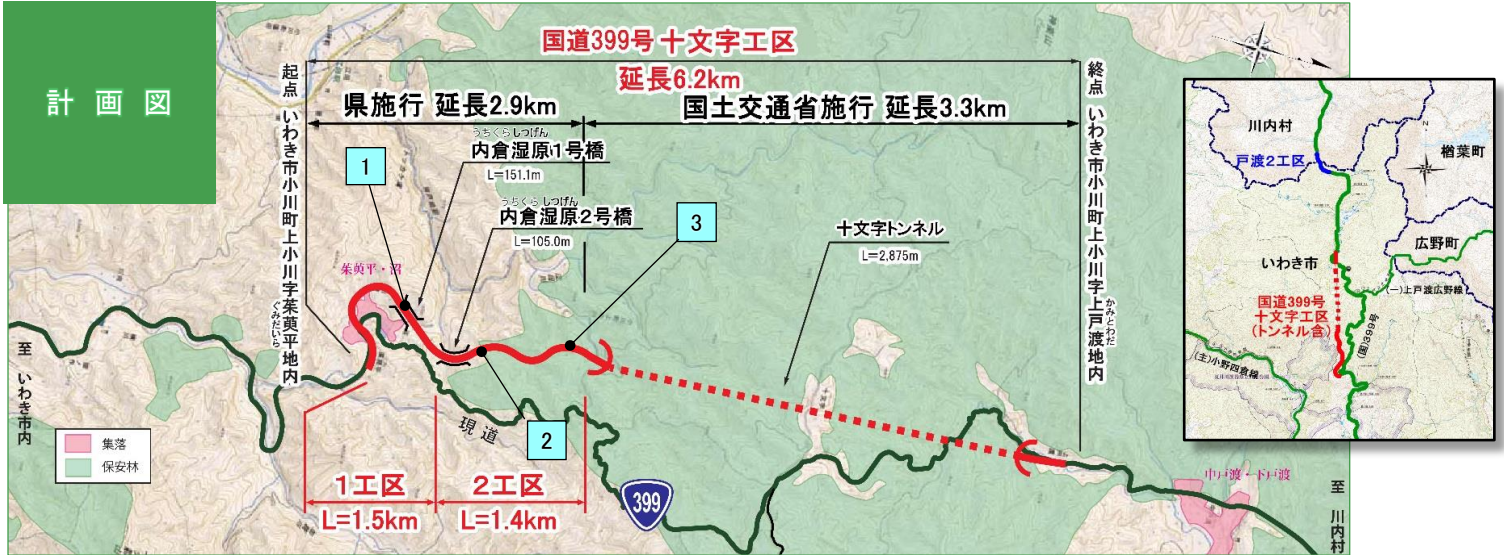 計画図
国道399号 十文字工区
延長6.2km
県施行 延長2.9km
国土交通省施行 延長3.3km
起点 いわき市小川町上小川字茱萸平地内
ぐみだいら
終点 いわき市小川町上小川字上戸渡地内
かみとわだ
うちくらしつげん
内倉湿原1号橋
L=151.1m
うちくらしつげん
内倉湿原2号橋
L=105.0m
1
2
3
十文字トンネル
L=2,875m
茱萸平・沼
至 いわき市内
現道
集落
保安林
1工区
L=1.5km
2工区
L=1.4km
399
中戸渡・下戸渡
至 川内村
川内村
楢葉町
戸渡2工区
広野町
いわき市
(一)上戸渡広野線
国道399号
十文字工区
(トンネル含)
(国)399号
(主)小野四倉線
N